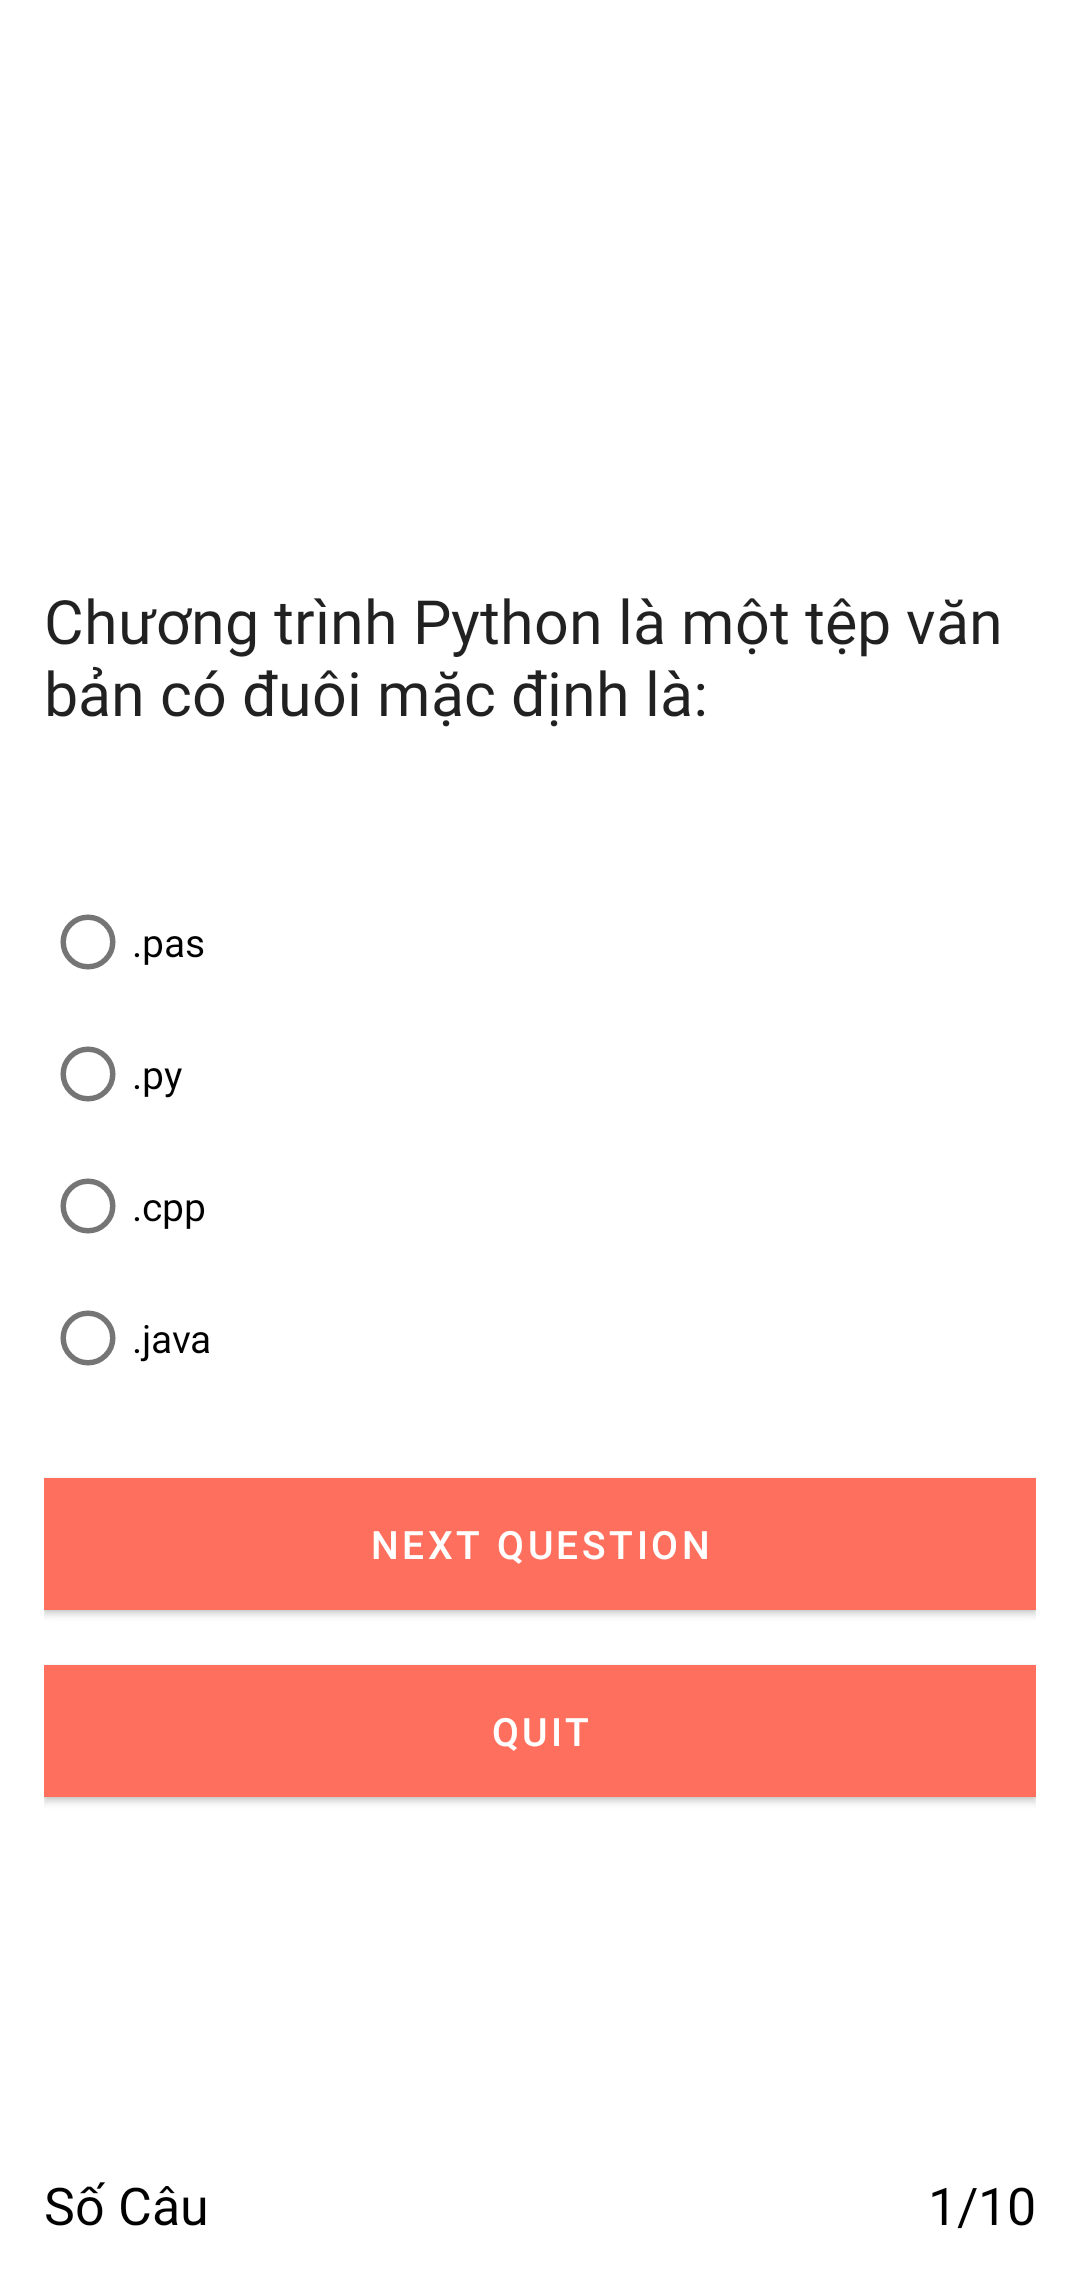 Chương trình Python là một tệp văn
bản có đuôi mặc định là:
.pas
.py
.cpp
.java
NEXT QUESTION
QUIT
Số Câu
1/10